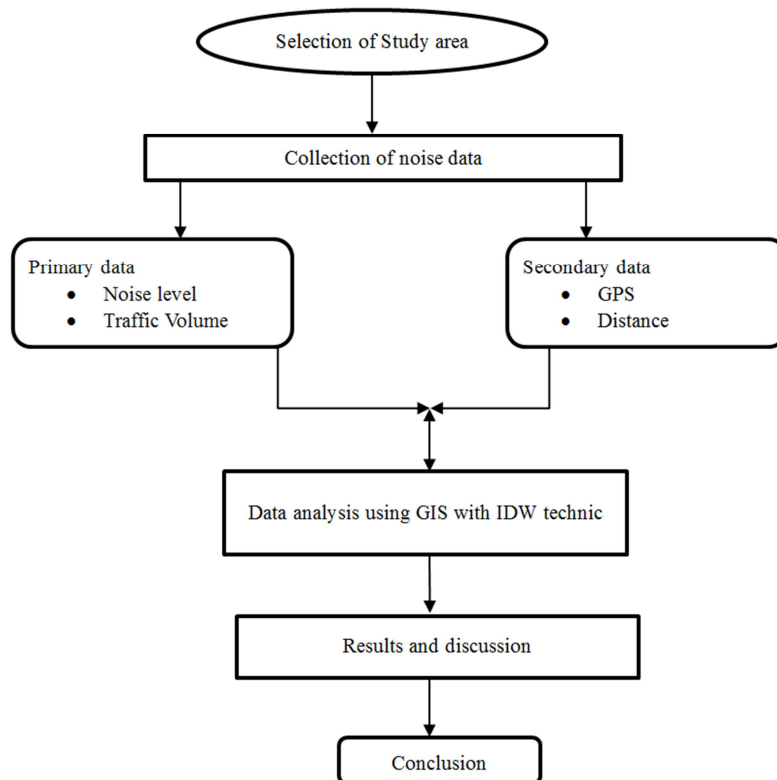 Selection of Study area
Collection of noise data
Primary data
• Noise level
• Traffic Volume
Secondary data
• GPS
• Distance
Data analysis using GIS with IDW technic
Results and discussion
Conclusion